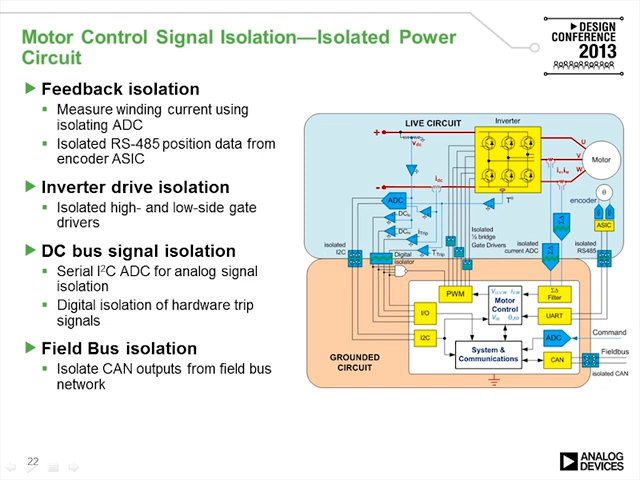 Motor Control Signal Isolation—Isolated Power
Circuit
DESIGN
CONFERENCE
2013
Feedback isolation
Measure winding current using
isolating ADC
Isolated RS-485 position data from
encoder ASIC
Inverter drive isolation
Isolated high- and low-side gate
drivers
DC bus signal isolation
Serial I²C ADC for analog signal
isolation
Digital isolation of hardware trip
signals
Field Bus isolation
Isolate CAN outputs from field bus
network
LIVE CIRCUIT
Inverter
+
-
U
V
W
Motor
encoder
θ
ASIC
ADC
T°
isolated
I2C
Digital
isolator
Isolated
½ bridge
Gate Drivers
isolated
current ADC
isolated
RS485
ΣΔ
ΣΔ
PWM
Motor
Control
ΣΔ
Filter
I/O
UART
I2C
System &
Communications
ADC
Command
CAN
Fieldbus
isolated CAN
GROUNDED
CIRCUIT
22
ANALOG
DEVICES